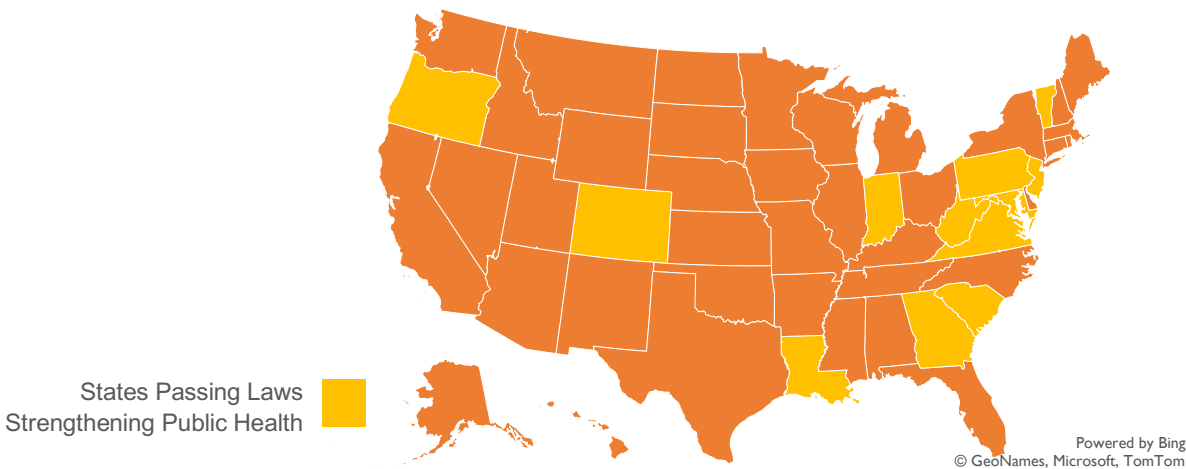 States Passing Laws
Strengthening Public Health
Powered by Bing
© GeoNames, Microsoft, TomTom